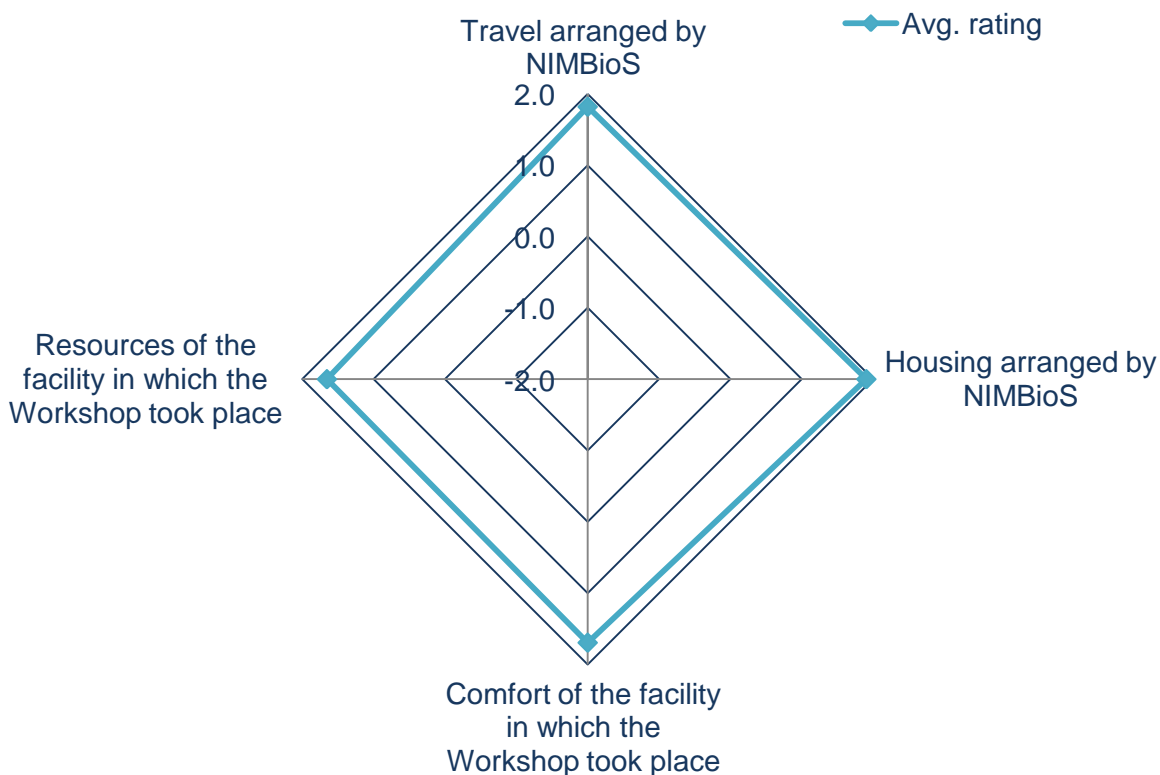 Travel arranged by
NIMBioS
Avg. rating
2.0
1.0
0.0
-1.0
-2.0
Housing arranged by
NIMBioS
Resources of the
facility in which the
Workshop took place
Comfort of the facility
in which the
Workshop took place